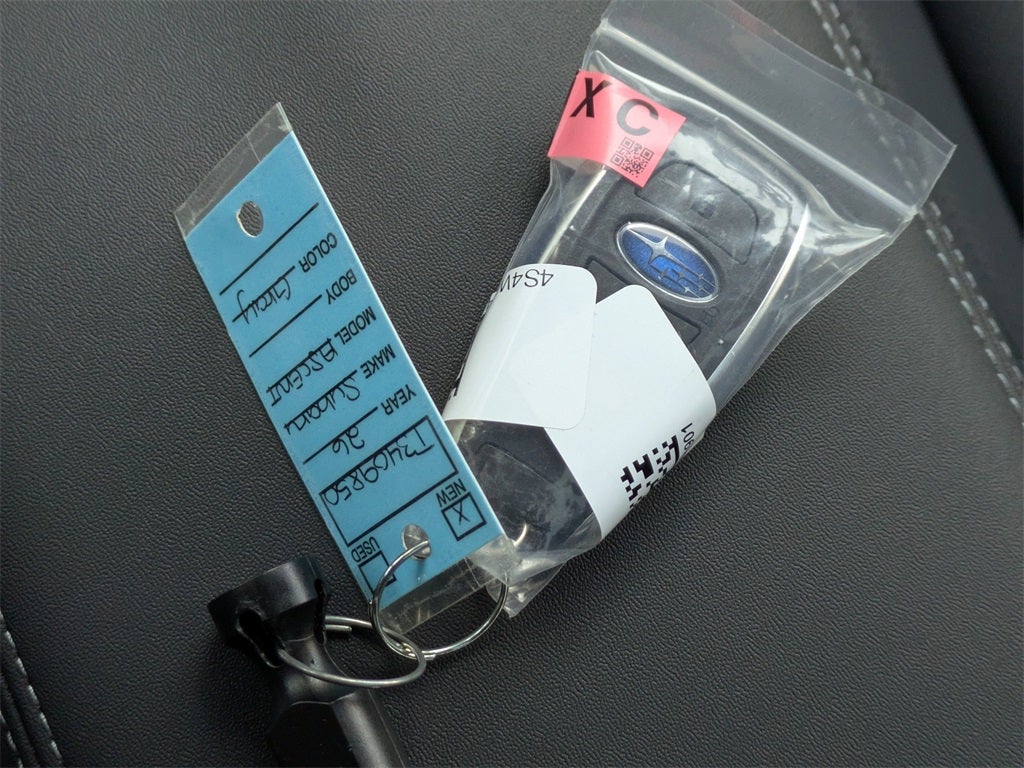 X C
4S4W
NEW X USED
T3409850
YEAR 26
MAKE Subaru
MODEL ASCENT
BODY
COLOR Gray